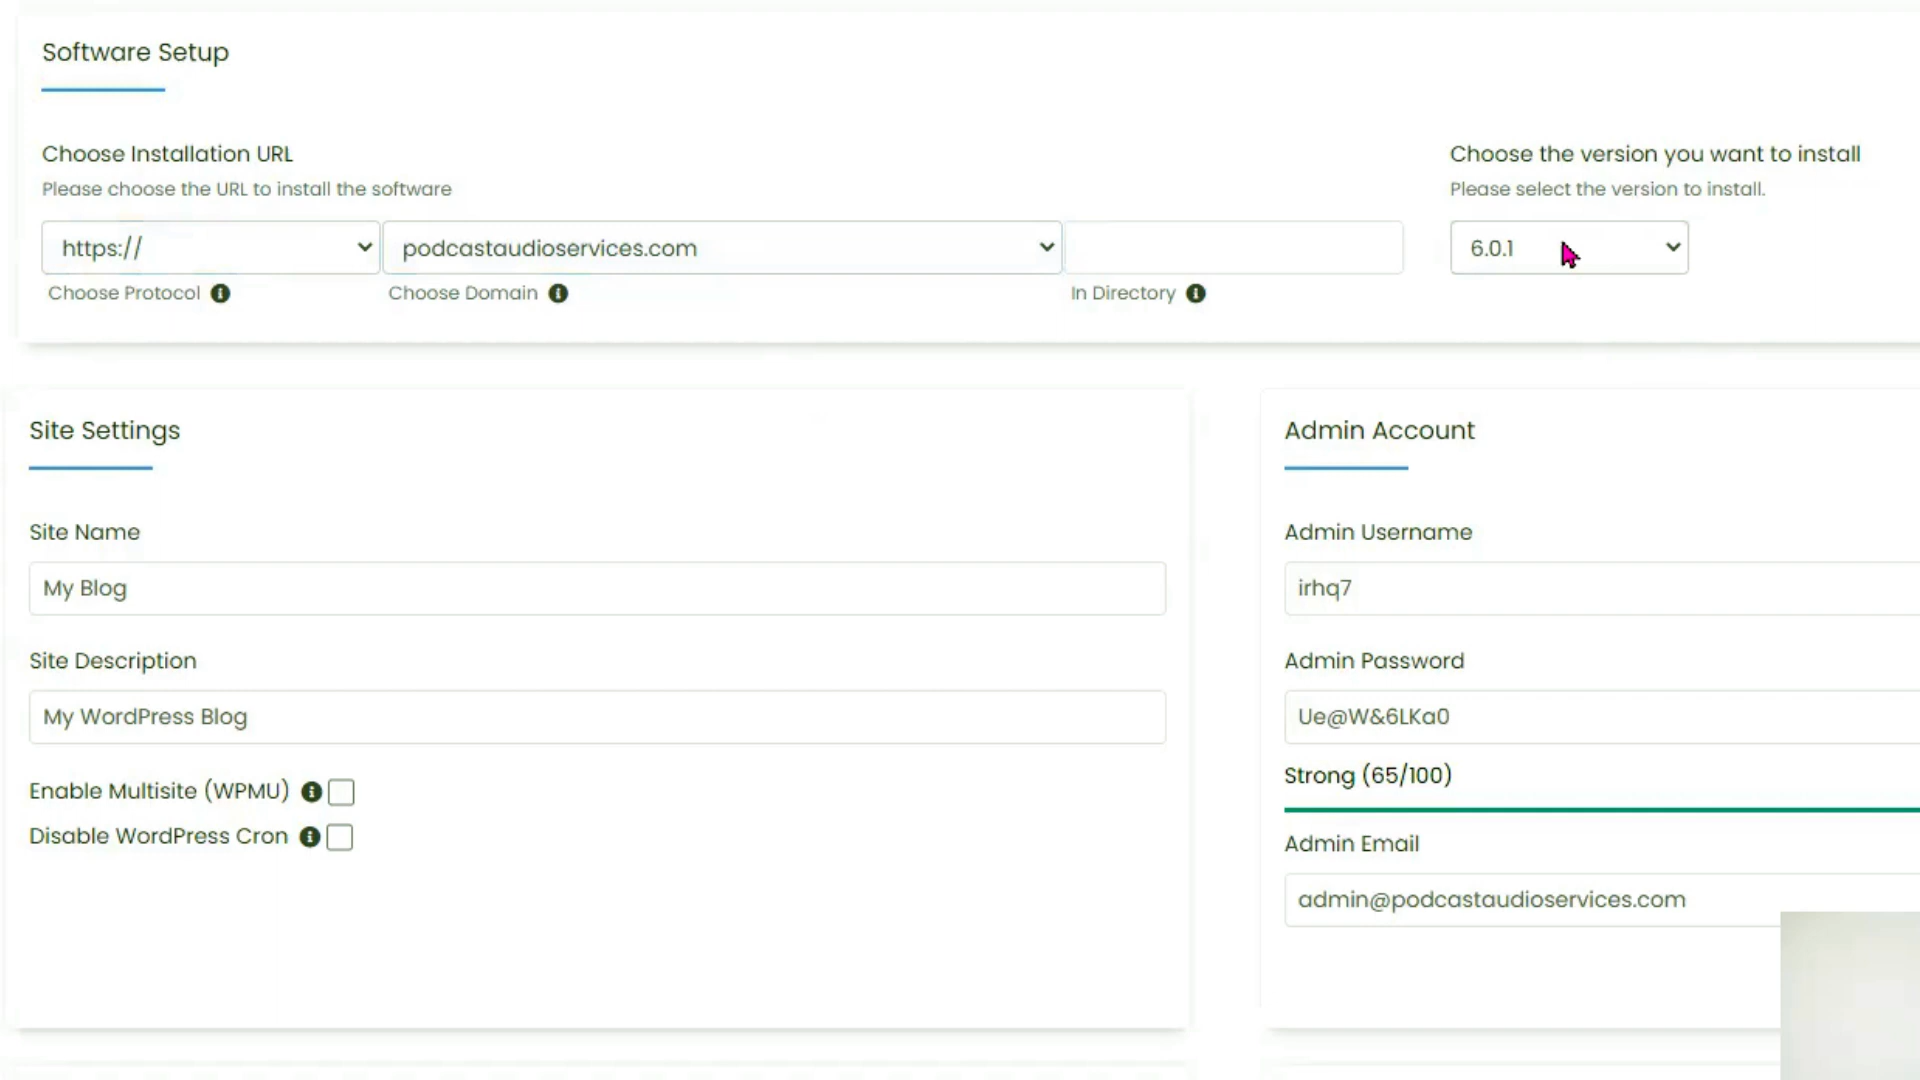 Software Setup
Choose Installation URL
Please choose the URL to install the software
https://
podcastaudioservices.com
Choose Protocol
Choose Domain
In Directory
Choose the version you want to install
Please select the version to install.
6.0.1
Site Settings
Site Name
My Blog
Site Description
My WordPress Blog
Enable Multisite (WPMU)
Disable WordPress Cron
Admin Account
Admin Username
irhq7
Admin Password
Ue@W&6LKa0
Strong (65/100)
Admin Email
admin@podcastaudioservices.com